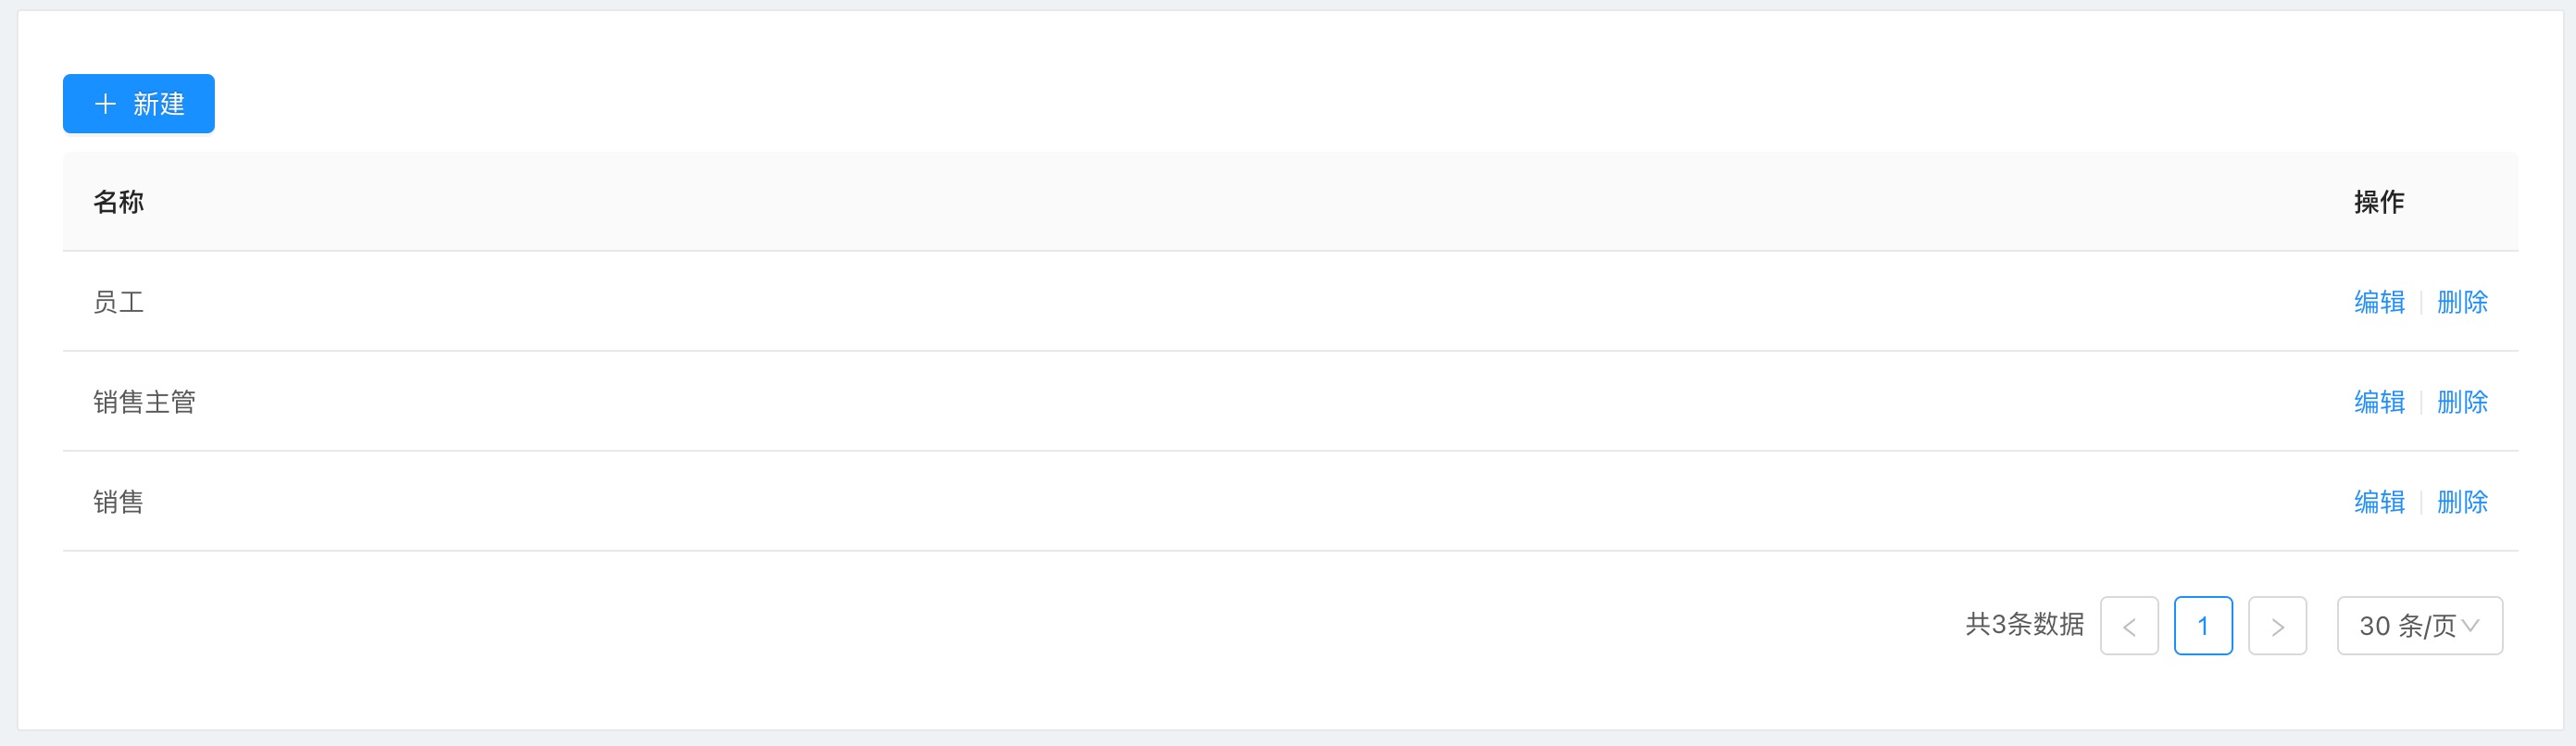 新建
名称 操作
员工 编辑 删除
销售主管 编辑 删除
销售 编辑 删除
共3条数据 1 30 条/页